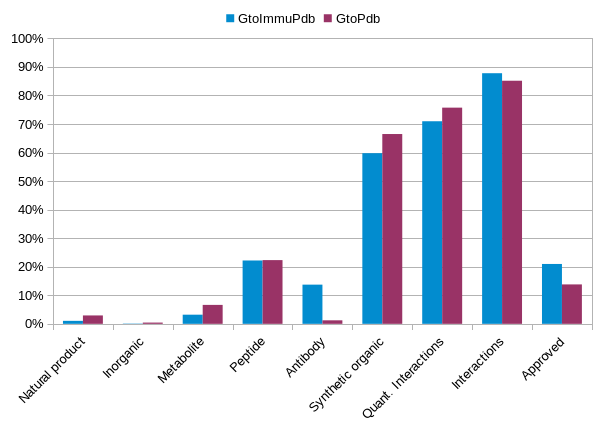 GtoImmuPdb GtoPdb
100%
90%
80%
70%
60%
50%
40%
30%
20%
10%
0%
Natural product
Inorganic
Metabolite
Peptide
Antibody
Synthetic organic
Quant. Interactions
Interactions
Approved